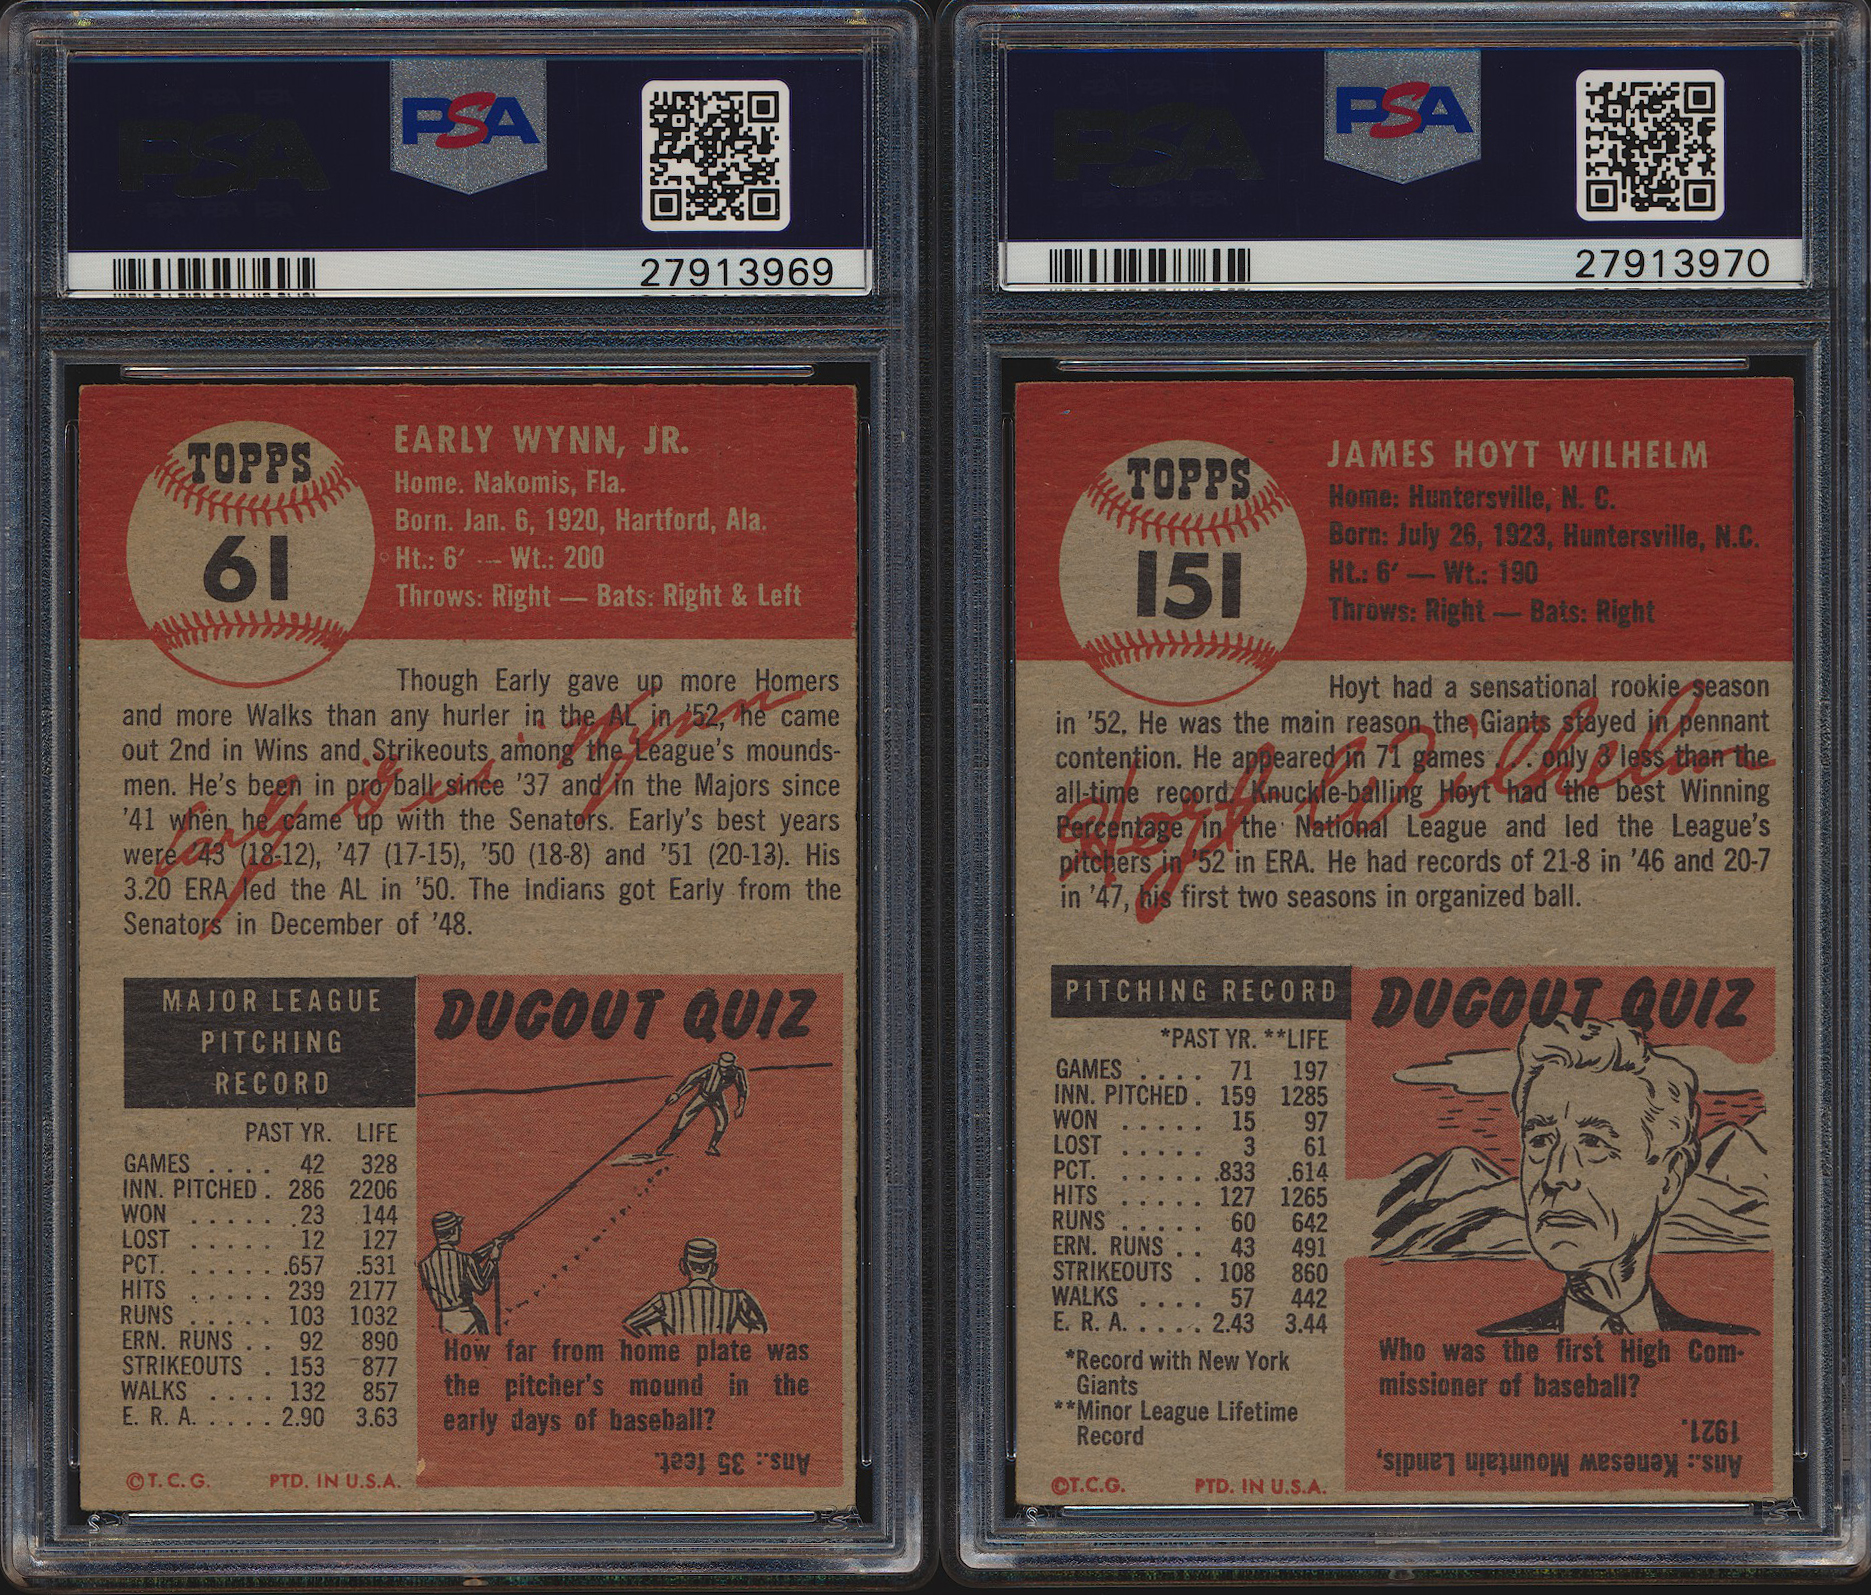 PSA
27913969
TOPPS
61
EARLY WYNN, JR.
Home. Nakomis, Fla.
Born. Jan. 6, 1920, Hartford, Ala.
Ht.: 6' — Wt.: 200
Throws: Right — Bats: Right & Left
Though Early gave up more Homers
and more Walks than any hurler in the AL in '52, he came
out 2nd in Wins and Strikeouts among the League's mounds-
men. He's been in pro ball since '37 and in the Majors since
'41 when he came up with the Senators. Early's best years
were '43 (18-12), '47 (17-15), '50 (18-8) and '51 (20-13). His
3.20 ERA led the AL in '50. The Indians got Early from the
Senators in December of '48.
Early "Gus" Wynn
MAJOR LEAGUE
PITCHING
RECORD
PAST YR. LIFE
GAMES .... 42 328
INN. PITCHED . 286 2206
WON ...... 23 144
LOST ..... 12 127
PCT. ...... .657 .531
HITS ..... 239 2177
RUNS ..... 103 1032
ERN. RUNS .. 92 890
STRIKEOUTS . 153 877
WALKS .... 132 857
E. R. A. ..... 2.90 3.63
©T.C.G. PTD. IN U.S.A.
DUGOUT QUIZ
How far from home plate was
the pitcher's mound in the
early days of baseball?
Ans.: 35 feet.
PSA
27913970
TOPPS
151
JAMES HOYT WILHELM
Home: Huntersville, N. C.
Born: July 26, 1923, Huntersville, N.C.
Ht.: 6' — Wt.: 190
Throws: Right — Bats: Right
Hoyt had a sensational rookie season
in '52. He was the main reason the Giants stayed in pennant
contention. He appeared in 71 games . . . only 3 less than the
all-time record. Knuckle-balling Hoyt had the best Winning
Percentage in the National League and led the League's
pitchers in '52 in ERA. He had records of 21-8 in '46 and 20-7
in '47, his first two seasons in organized ball.
Hoyt Wilhelm
PITCHING RECORD
*PAST YR. **LIFE
GAMES .... 71 197
INN. PITCHED . 159 1285
WON ..... 15 97
LOST ..... 3 61
PCT. ...... .833 .614
HITS ..... 127 1265
RUNS ..... 60 642
ERN. RUNS .. 43 491
STRIKEOUTS . 108 860
WALKS .... 57 442
E. R. A. ..... 2.43 3.44
*Record with New York
Giants
**Minor League Lifetime
Record
©T.C.G. PTD. IN U.S.A.
DUGOUT QUIZ
Who was the first High Com-
missioner of baseball?
Ans.: Kenesaw Mountain Landis,
1921.